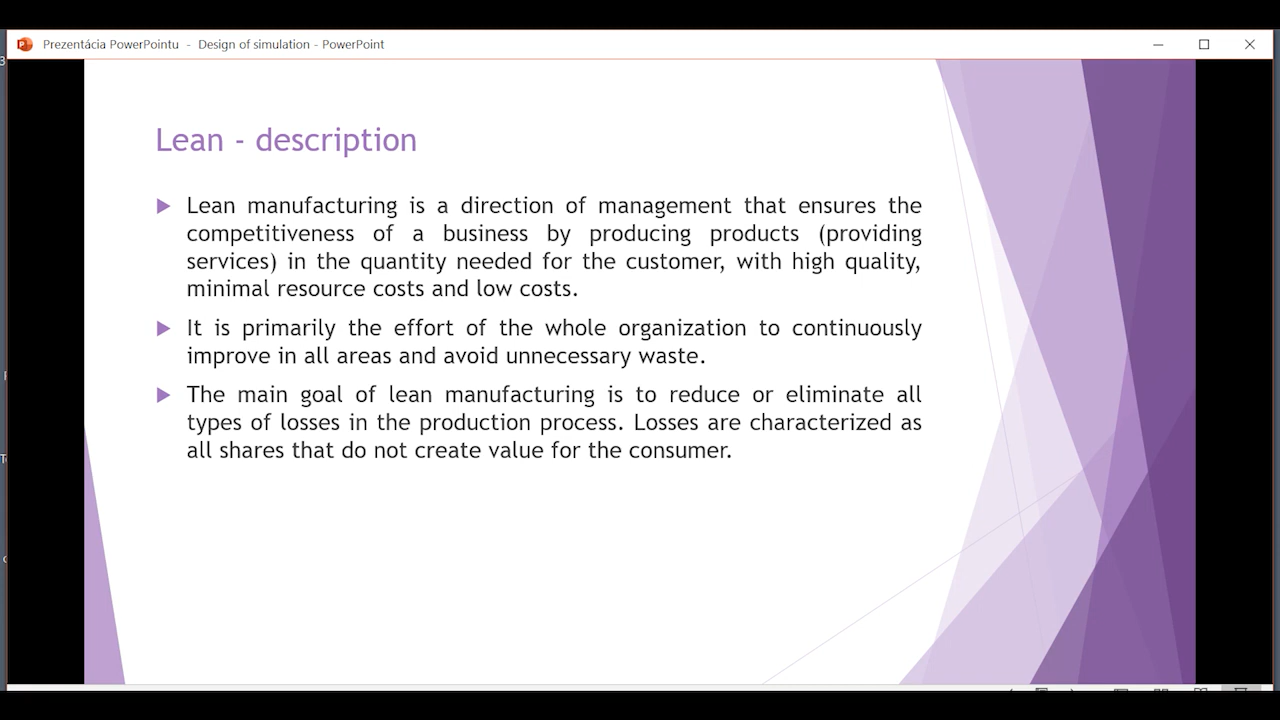 Prezentácia PowerPointu - Design of simulation - PowerPoint
Lean - description
Lean manufacturing is a direction of management that ensures the
competitiveness of a business by producing products (providing
services) in the quantity needed for the customer, with high quality,
minimal resource costs and low costs.
It is primarily the effort of the whole organization to continuously
improve in all areas and avoid unnecessary waste.
The main goal of lean manufacturing is to reduce or eliminate all
types of losses in the production process. Losses are characterized as
all shares that do not create value for the consumer.